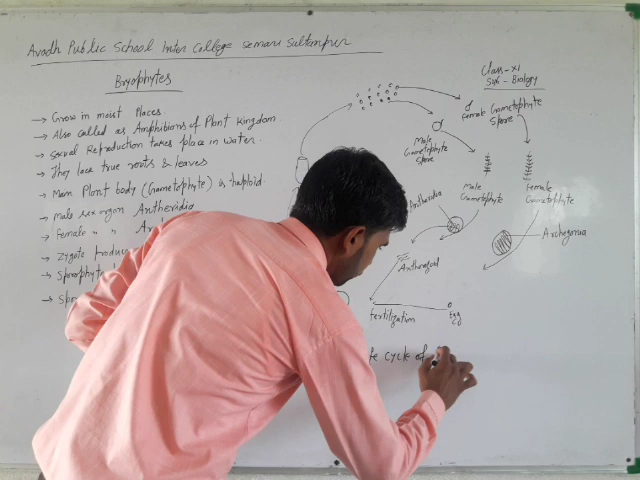 Avadh Public School Inter College Semari Sultanpur
Class-XI
Sub - Biology
Bryophytes
→ Grow in moist Places.
→ Also called as Amphibians of Plant Kingdom.
→ Sexual Reproduction takes place in water.
→ They lack true roots & leaves
→ Main Plant body (Gametophyte) is haploid.
→ Male sex organ Antheridia
→ Female " "
→ Zygote
→ Sporophyte
→
♂ Female Gametophyte
Spore
♂
Male
Gametophyte
Spore
Male
Gametophyte
Female
Gametophyte
Antheridia
Archegonia
Antherozoid
Fertilization
Egg
cycle of